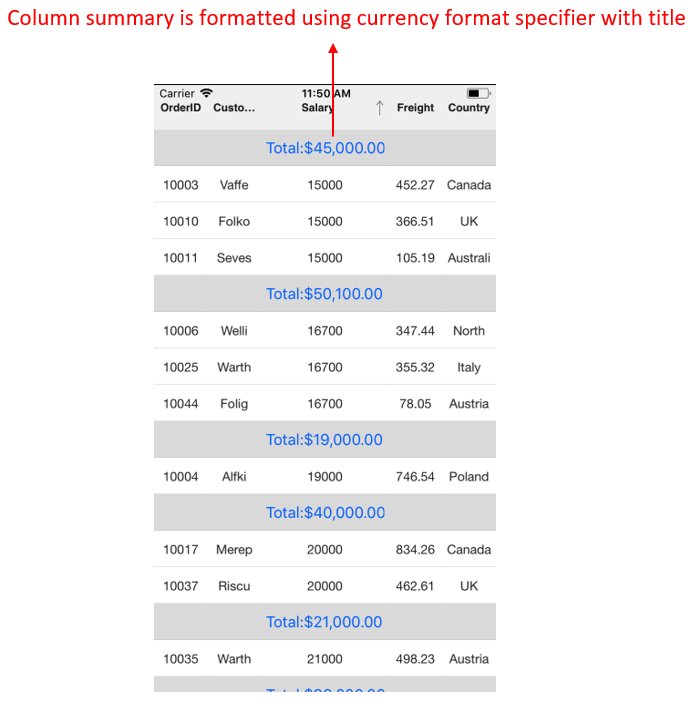 Column summary is formatted using currency format specifier with title
Carrier 11:50 AM
OrderID Custo... Salary Freight Country
Total:$45,000.00
10003 Vaffe 15000 452.27 Canada
10010 Folko 15000 366.51 UK
10011 Seves 15000 105.19 Australi
Total:$50,100.00
10006 Welli 16700 347.44 North
10025 Warth 16700 355.32 Italy
10044 Folig 16700 78.05 Austria
Total:$19,000.00
10004 Alfki 19000 746.54 Poland
Total:$40,000.00
10017 Merep 20000 834.26 Canada
10037 Riscu 20000 462.61 UK
Total:$21,000.00
10035 Warth 21000 498.23 Austria